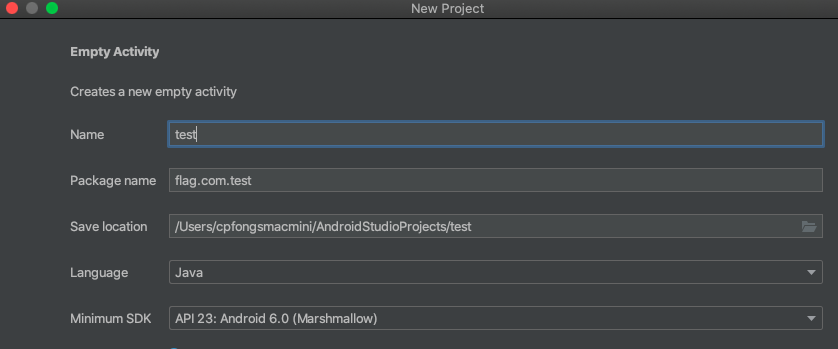 New Project
Empty Activity
Creates a new empty activity
Name test
Package name flag.com.test
Save location /Users/cpfongsmacmini/AndroidStudioProjects/test
Language Java
Minimum SDK API 23: Android 6.0 (Marshmallow)